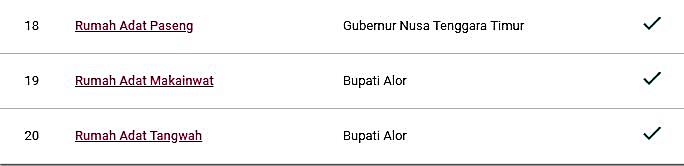 18 Rumah Adat Paseng Gubernur Nusa Tenggara Timur
19 Rumah Adat Makainwat Bupati Alor
20 Rumah Adat Tangwah Bupati Alor